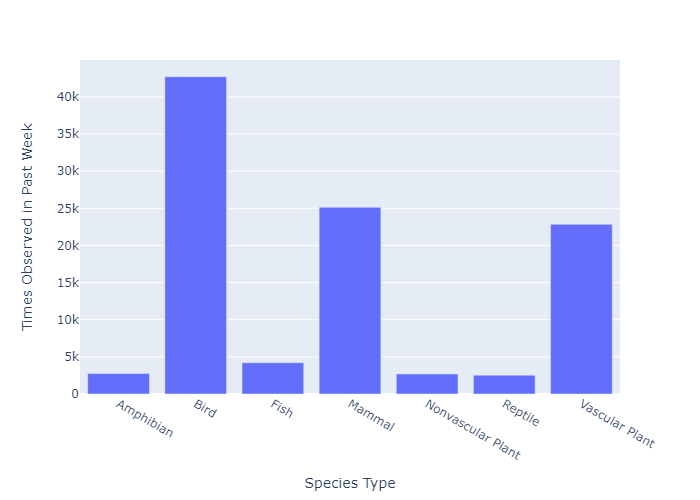 Times Observed in Past Week
40k
35k
30k
25k
20k
15k
10k
5k
0
Amphibian
Bird
Fish
Mammal
Nonvascular Plant
Reptile
Vascular Plant
Species Type